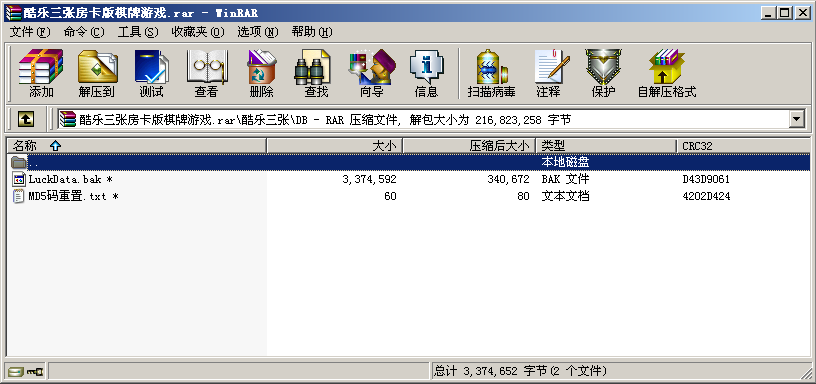 酷乐三张房卡版棋牌游戏.rar - WinRAR
文件(F) 命令(C) 工具(S) 收藏夹(O) 选项(N) 帮助(H)
添加 解压到 测试 查看 删除 查找 向导 信息 扫描病毒 注释 保护 自解压格式
酷乐三张房卡版棋牌游戏.rar\酷乐三张\DB - RAR 压缩文件, 解包大小为 216,823,258 字节
名称 大小 压缩后大小 类型 CRC32
.. 本地磁盘
LuckData.bak * 3,374,592 340,672 BAK 文件 D43D9061
MD5码重置.txt * 60 80 文本文档 4202D424
总计 3,374,652 字节(2 个文件)